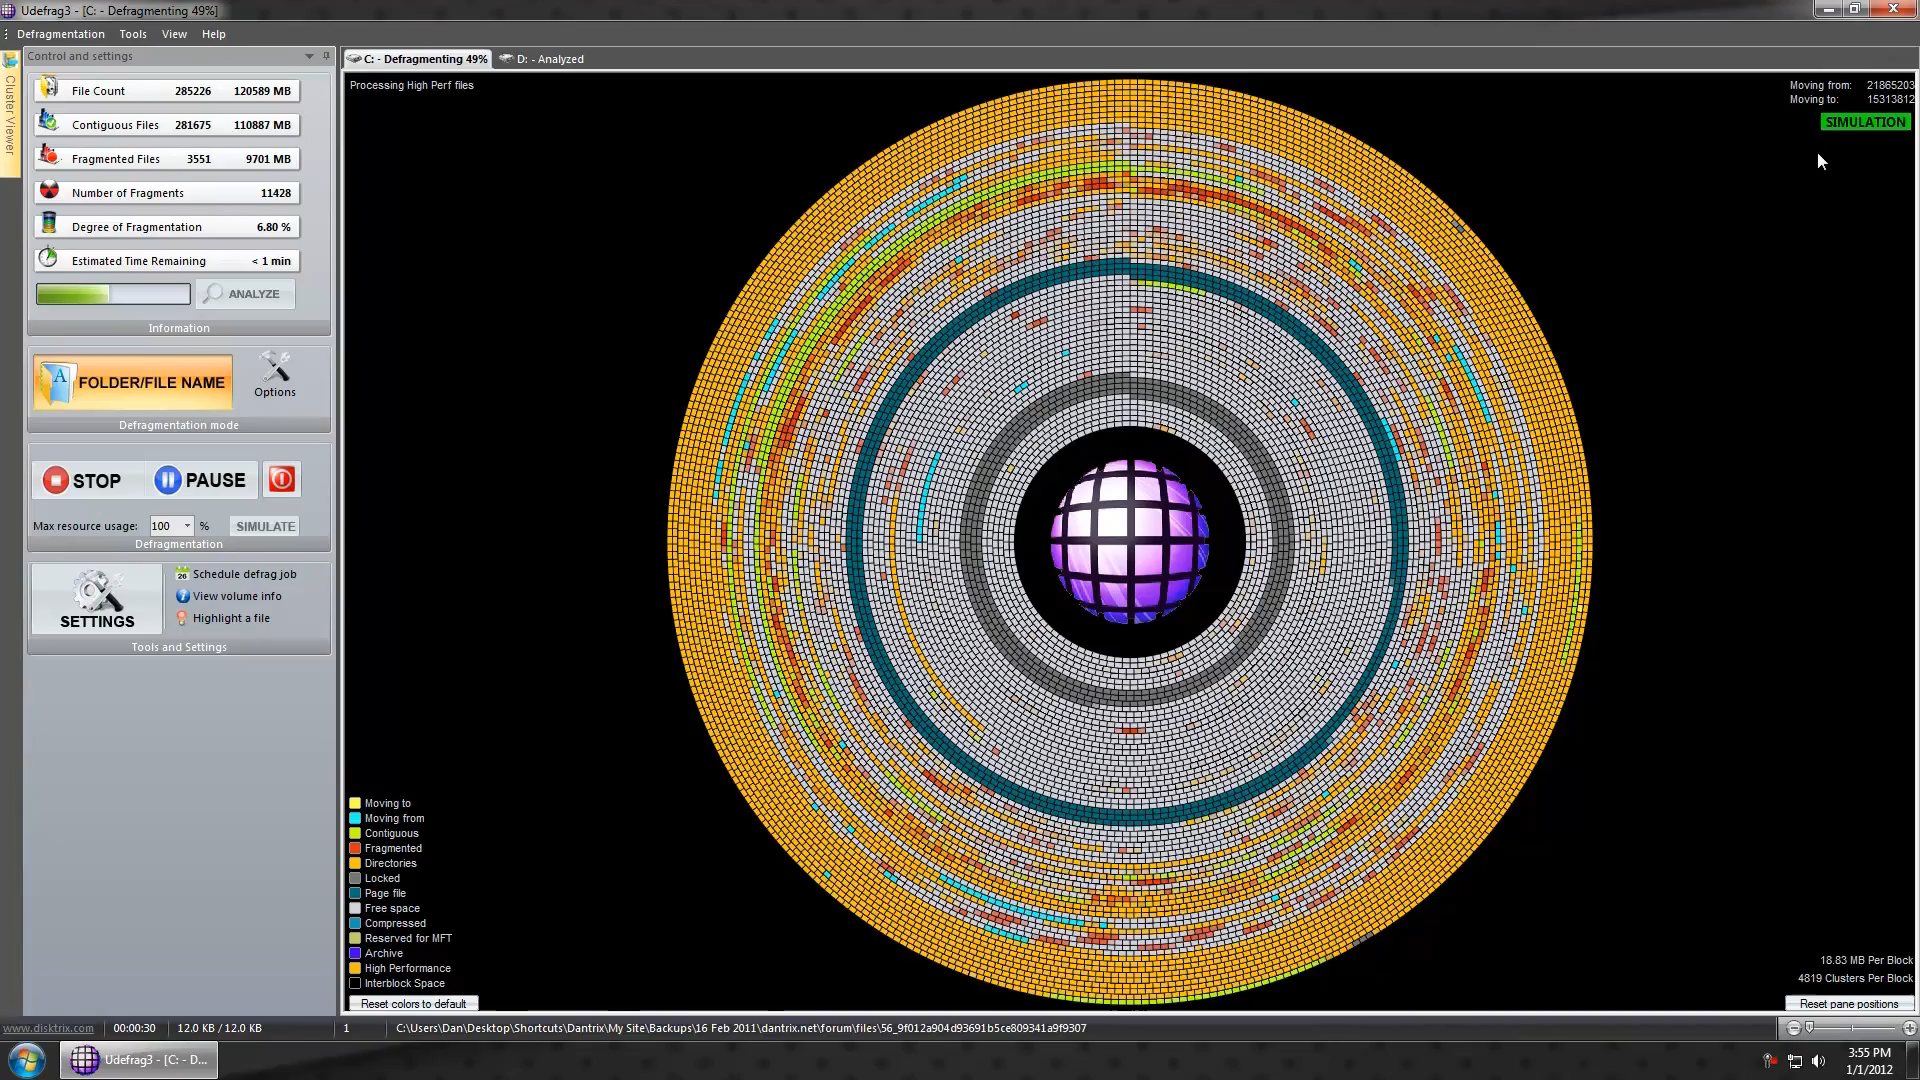 Udefrag3 - [C: - Defragmenting 49%]
Defragmentation Tools View Help
Control and settings
Cluster Viewer
File Count 285226 120589 MB
Contiguous Files 281675 110887 MB
Fragmented Files 3551 9701 MB
Number of Fragments 11428
Degree of Fragmentation 6.80 %
Estimated Time Remaining < 1 min
ANALYZE
Information
A
FOLDER/FILE NAME
Options
Defragmentation mode
STOP PAUSE
Max resource usage: 100 % SIMULATE
Defragmentation
SETTINGS
26 Schedule defrag job
View volume info
Highlight a file
Tools and Settings
C: - Defragmenting 49% D: - Analyzed
Processing High Perf files
Moving from: 21865203
Moving to: 15313812
SIMULATION
Moving to
Moving from
Contiguous
Fragmented
Directories
Locked
Page file
Free space
Compressed
Reserved for MFT
Archive
High Performance
Interblock Space
Reset colors to default
18.83 MB Per Block
4819 Clusters Per Block
Reset pane positions
www.disktrix.com 00:00:30 12.0 KB / 12.0 KB 1 C:\Users\Dan\Desktop\Shortcuts\Dantrix\My Site\Backups\16 Feb 2011\dantrix.net\forum\files\56_9f012a904d93691b5ce809341a9f9307
Udefrag3 - [C: - D...
3:55 PM
1/1/2012